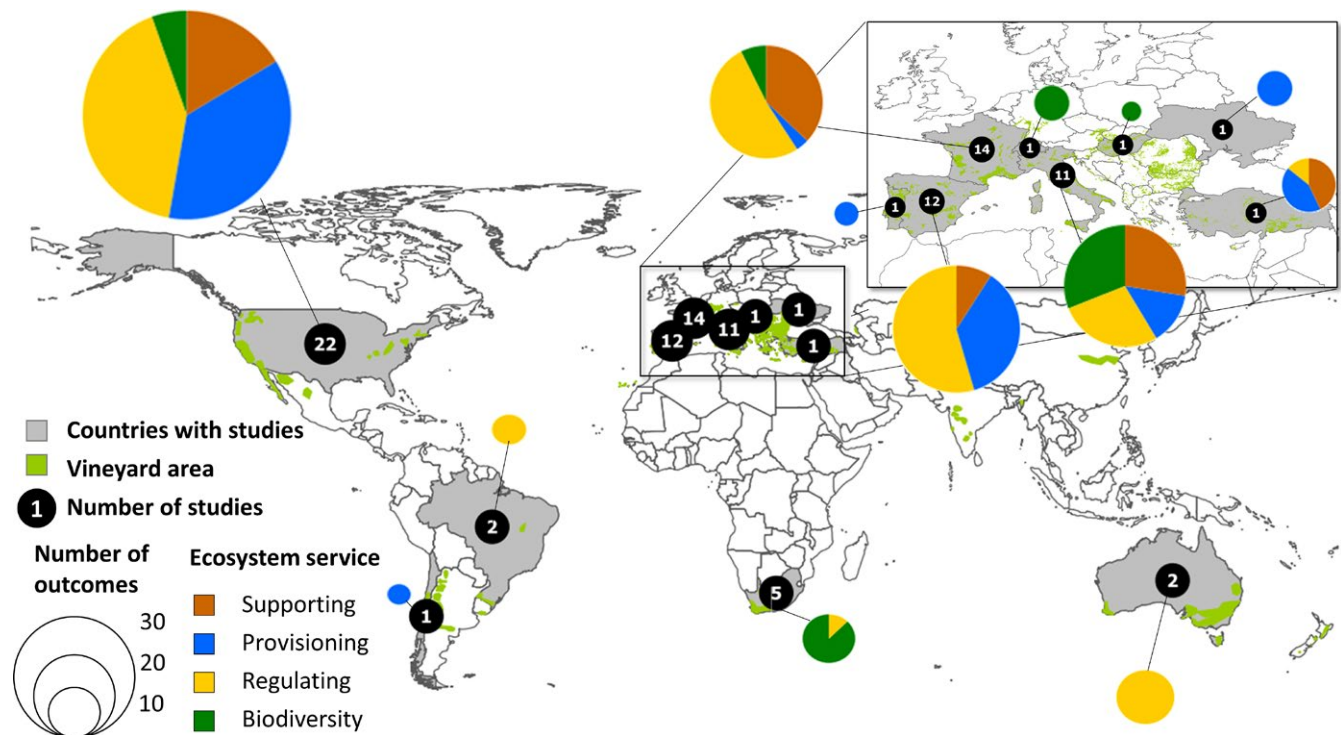 14
1
1
1
11
1
12
1
14
1
1
11
12
1
22
2
1
5
2
Countries with studies
Vineyard area
1 Number of studies
Number of
outcomes
30
20
10
Ecosystem service
Supporting
Provisioning
Regulating
Biodiversity